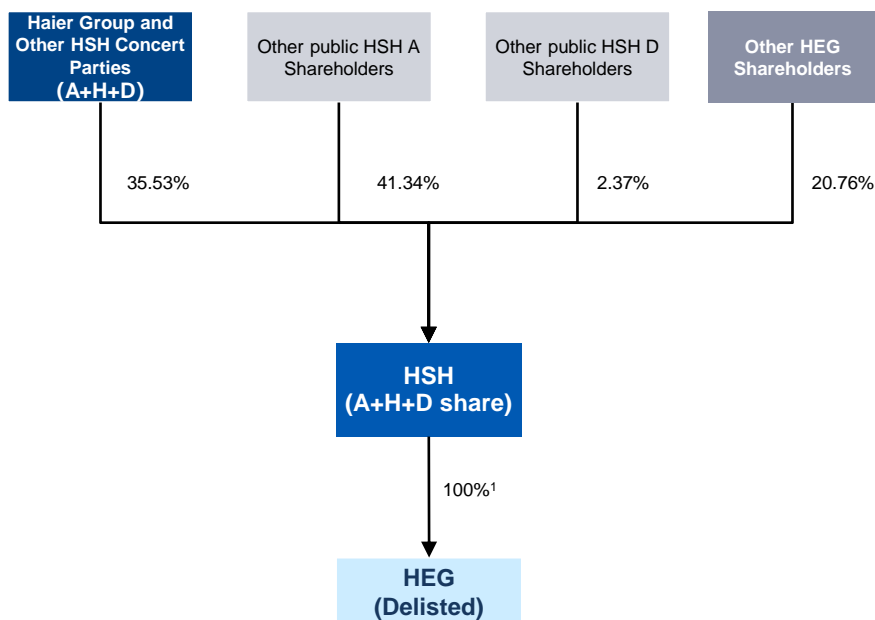 Haier Group and
Other HSH Concert
Parties
(A+H+D)
Other public HSH A
Shareholders
Other public HSH D
Shareholders
Other HEG
Shareholders
35.53%
41.34%
2.37%
20.76%
HSH
(A+H+D share)
100%¹
HEG
(Delisted)